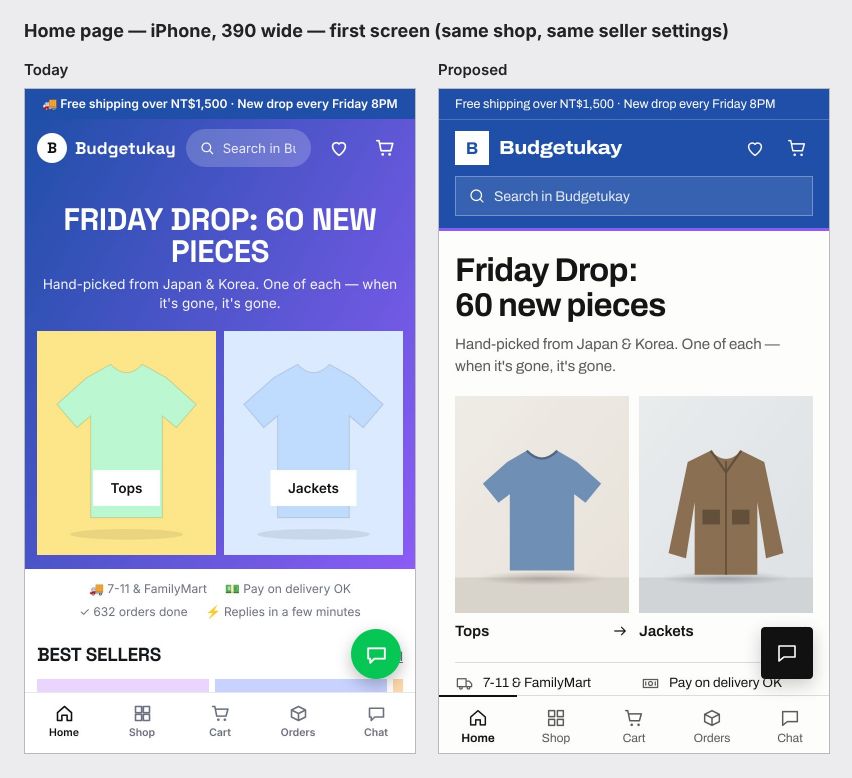 Home page — iPhone, 390 wide — first screen (same shop, same seller settings)
Today
🚚 Free shipping over NT$1,500 · New drop every Friday 8PM
B Budgetukay
Search in Bu
FRIDAY DROP: 60 NEW
PIECES
Hand-picked from Japan & Korea. One of each — when
it's gone, it's gone.
Tops
Jackets
🚚 7-11 & FamilyMart 💵 Pay on delivery OK
✓ 632 orders done ⚡ Replies in a few minutes
BEST SELLERS
Home Shop Cart Orders Chat
Proposed
Free shipping over NT$1,500 · New drop every Friday 8PM
B Budgetukay
Search in Budgetukay
Friday Drop:
60 new pieces
Hand-picked from Japan & Korea. One of each —
when it's gone, it's gone.
Tops → Jackets
7-11 & FamilyMart Pay on delivery OK
Home Shop Cart Orders Chat